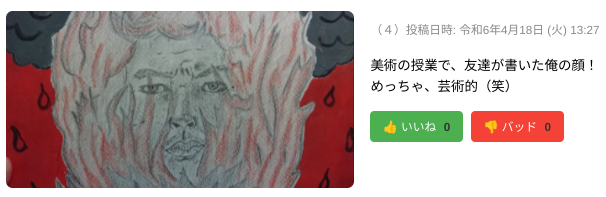 （4）投稿日時: 令和6年4月18日 (火) 13:27
美術の授業で、友達が書いた俺の顔！
めっちゃ、芸術的（笑）
👍 いいね 0
👎 バッド 0